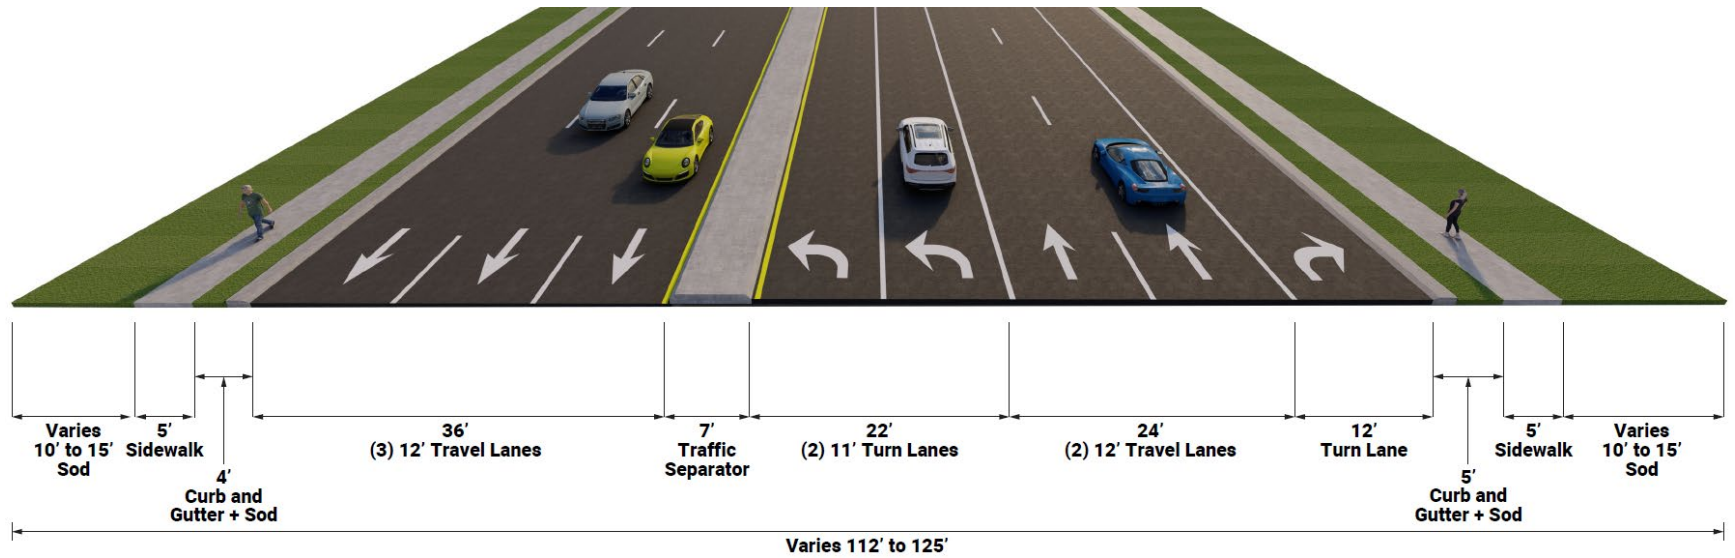 Varies
10’ to 15’
Sod
5’
Sidewalk
4’
Curb and
Gutter + Sod
36’
(3) 12’ Travel Lanes
7’
Traffic
Separator
22’
(2) 11’ Turn Lanes
24’
(2) 12’ Travel Lanes
12’
Turn Lane
5’
Curb and
Gutter + Sod
5’
Sidewalk
Varies
10’ to 15’
Sod
Varies 112’ to 125’